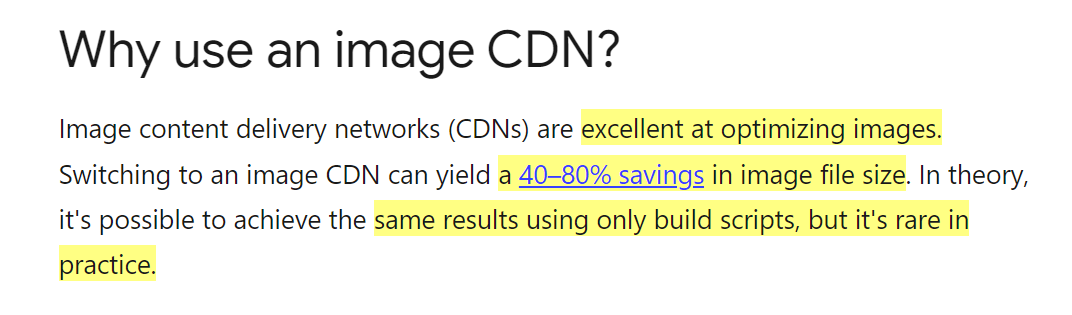 Why use an image CDN?
Image content delivery networks (CDNs) are excellent at optimizing images.
Switching to an image CDN can yield a 40–80% savings in image file size. In theory,
it's possible to achieve the same results using only build scripts, but it's rare in
practice.